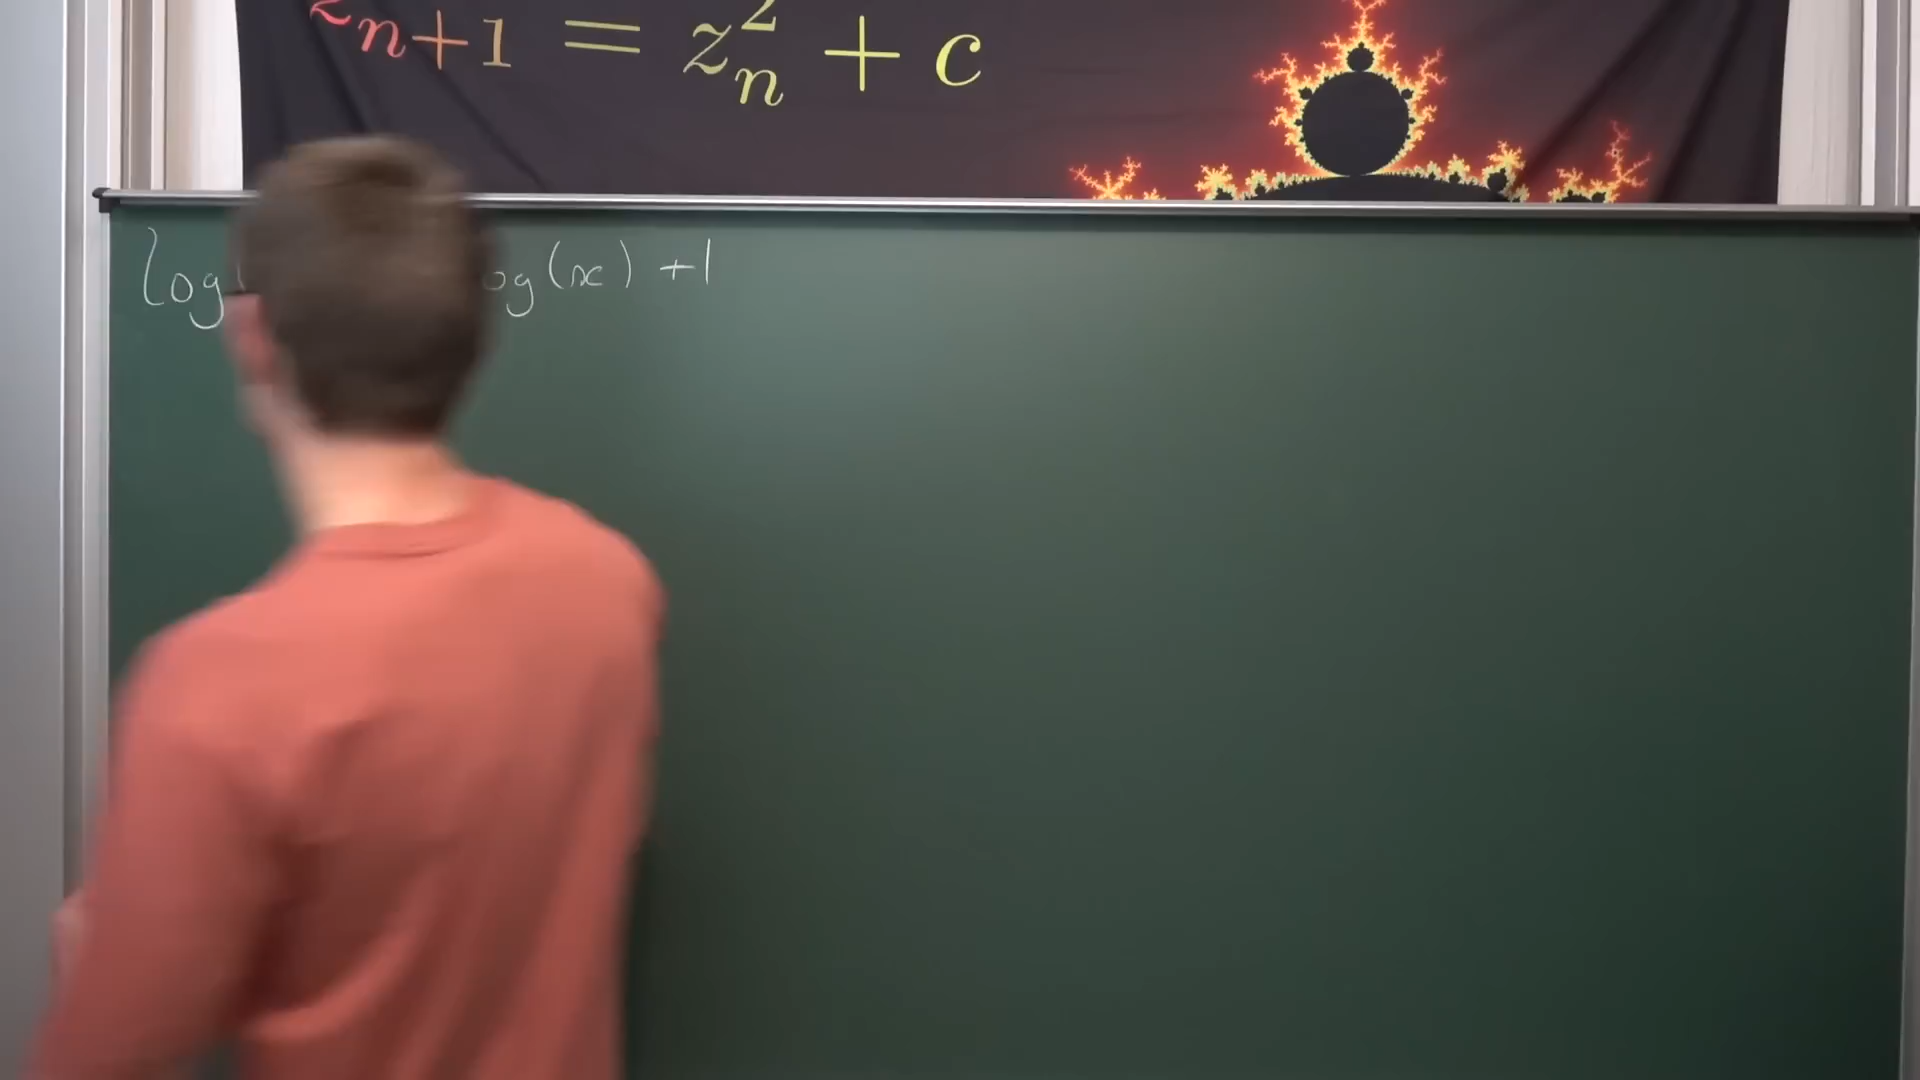 z_{n+1} = z_n^2 + c
log( og(x) +1